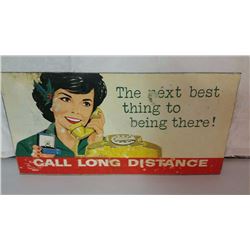 The next best
thing to
being there!
CALL LONG DISTANCE